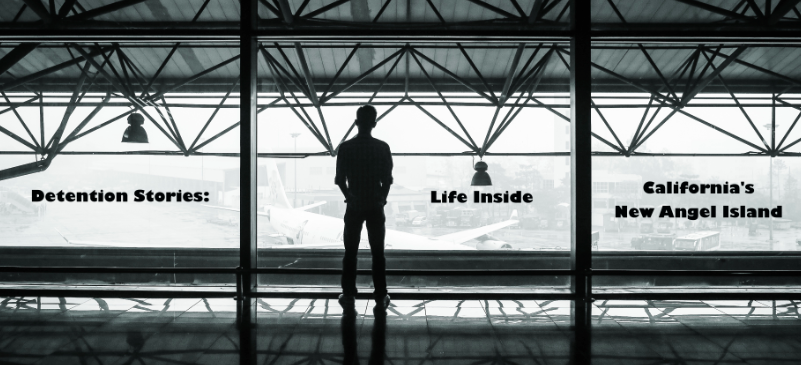 Detention Stories:
Life Inside
California's
New Angel Island